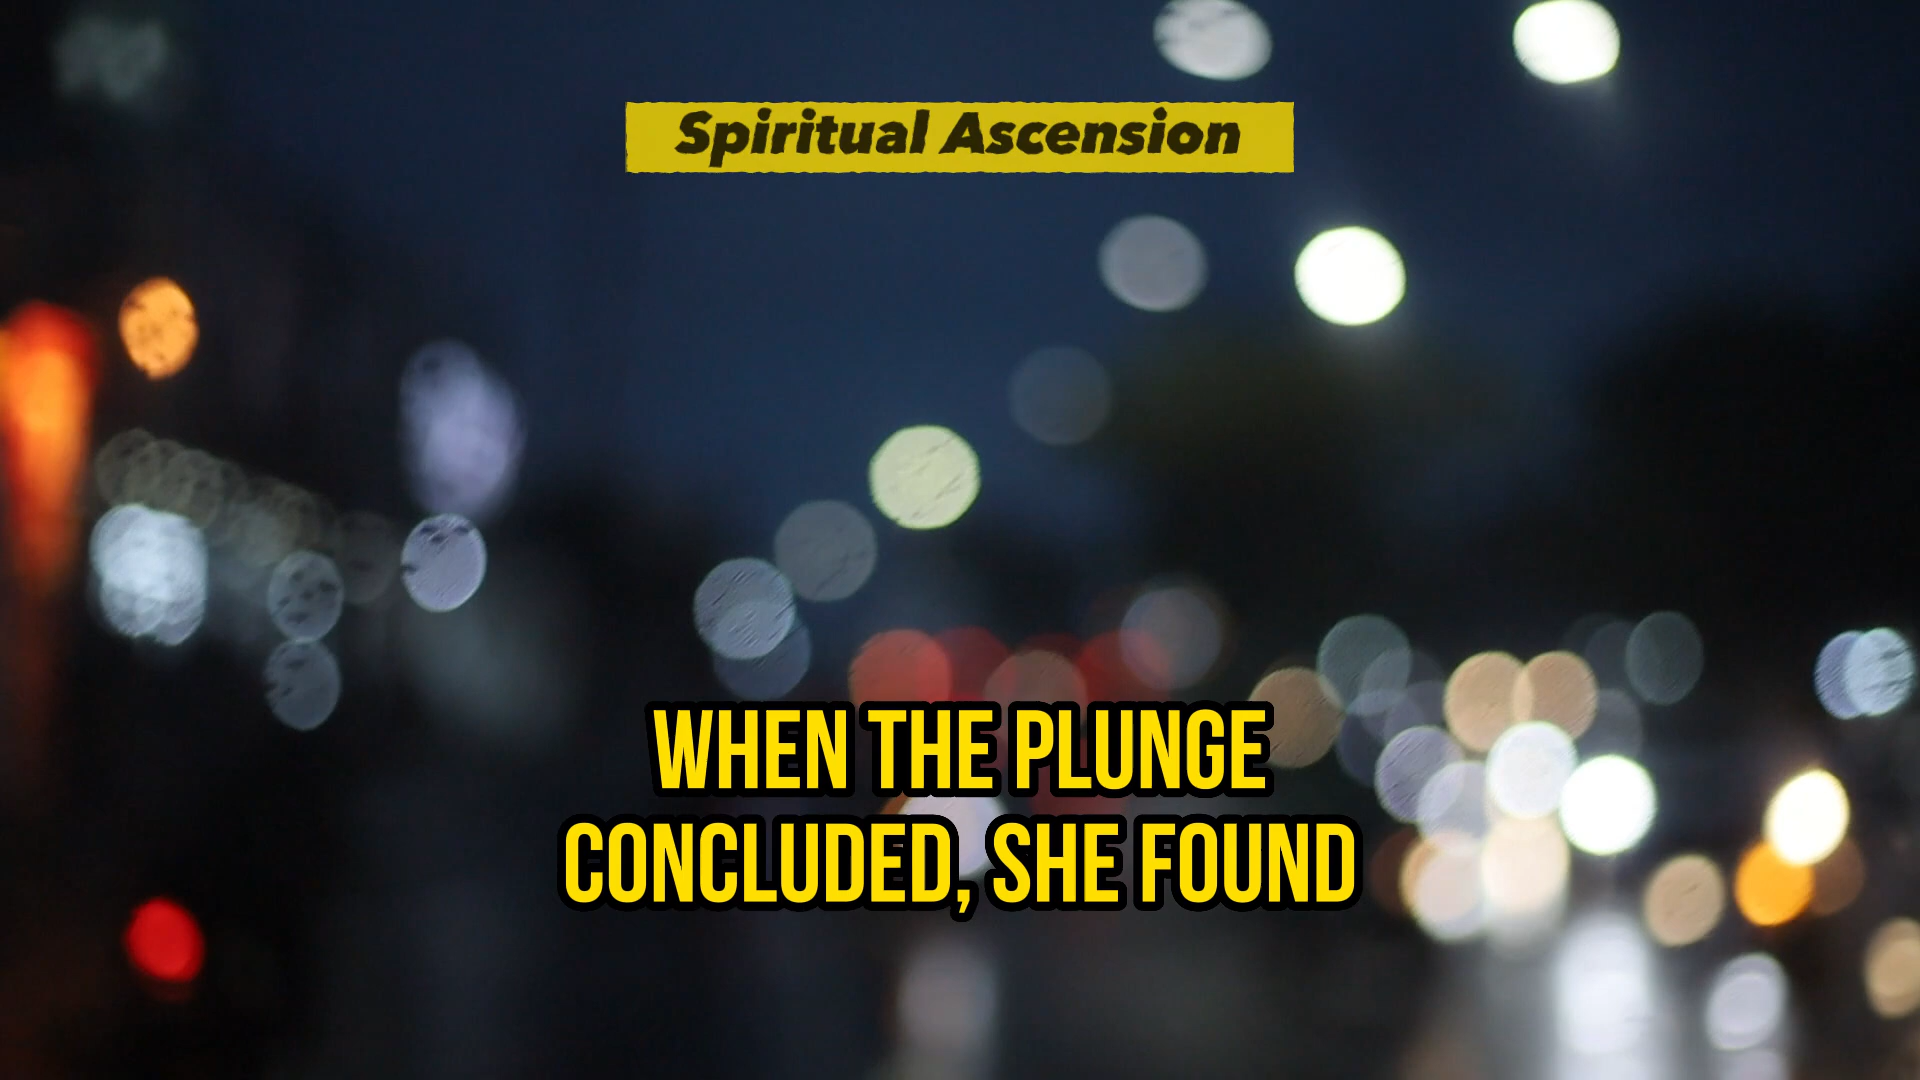 Spiritual Ascension
WHEN THE PLUNGE
CONCLUDED, SHE FOUND